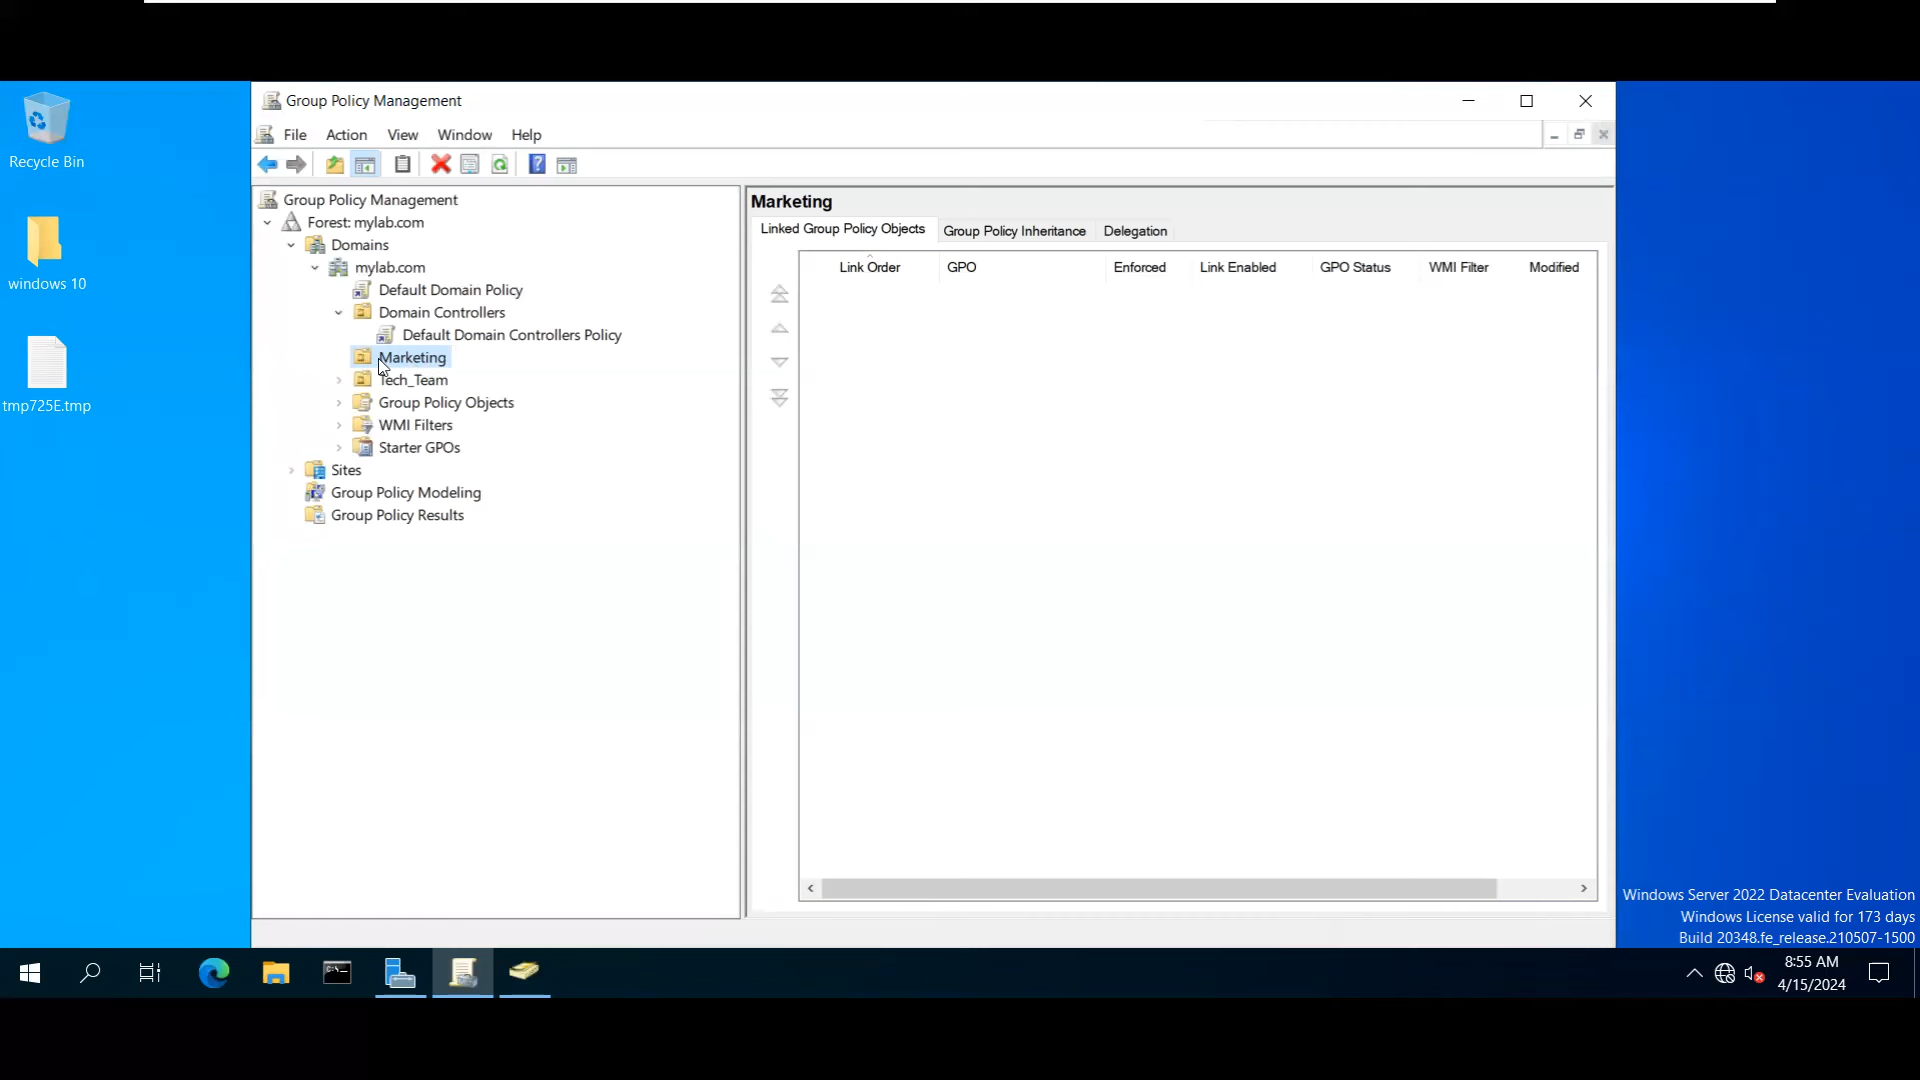 Recycle Bin
windows 10
tmp725E.tmp
Group Policy Management
File Action View Window Help
Group Policy Management
Forest: mylab.com
Domains
mylab.com
Default Domain Policy
Domain Controllers
Default Domain Controllers Policy
Marketing
Tech_Team
Group Policy Objects
WMI Filters
Starter GPOs
Sites
Group Policy Modeling
Group Policy Results
Marketing
Linked Group Policy Objects Group Policy Inheritance Delegation
Link Order GPO Enforced Link Enabled GPO Status WMI Filter Modified
Windows Server 2022 Datacenter Evaluation
Windows License valid for 173 days
Build 20348.fe_release.210507-1500
8:55 AM
4/15/2024